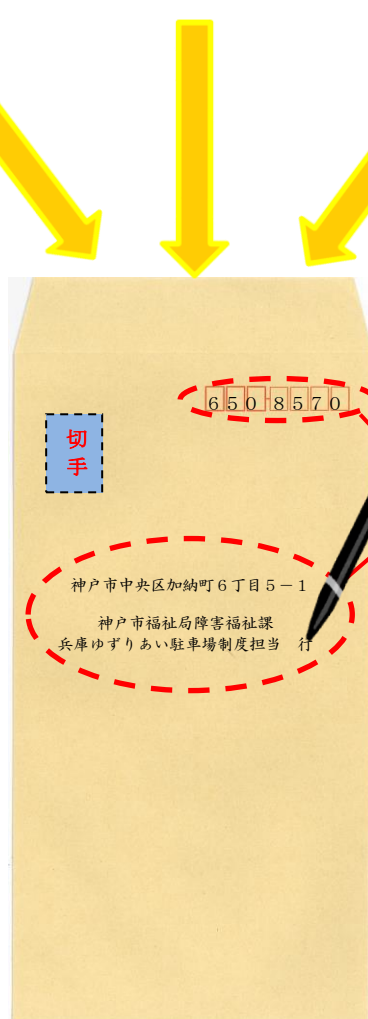 650-8570
切
手
神戸市中央区加納町6丁目5-1
神戸市福祉局障害福祉課
兵庫ゆずりあい駐車場制度担当 行